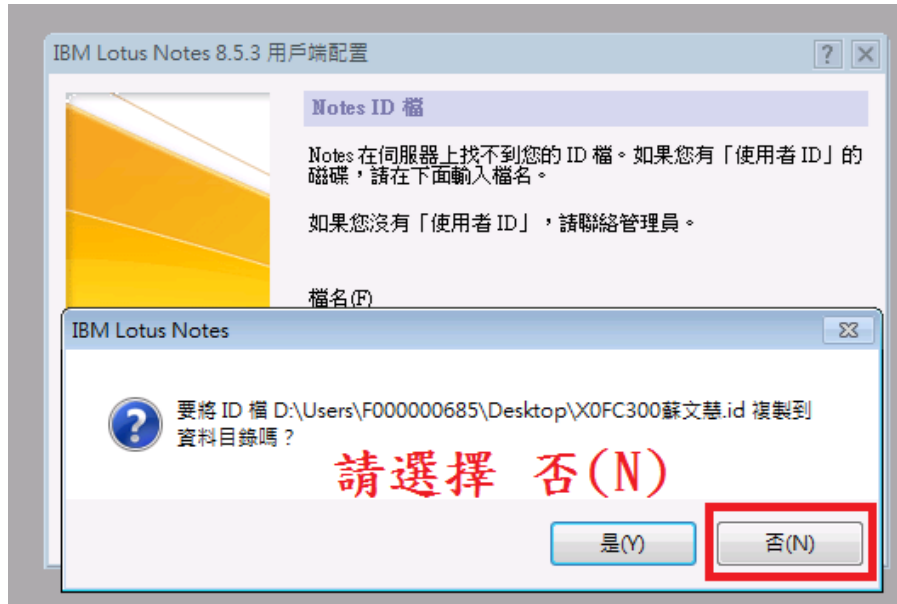 IBM Lotus Notes 8.5.3 用戶端配置
Notes ID 檔
Notes 在伺服器上找不到您的 ID 檔。如果您有「使用者 ID」的
磁碟，請在下面輸入檔名。
如果您沒有「使用者 ID」，請聯絡管理員。
檔名(F)
IBM Lotus Notes
要將 ID 檔 D:\Users\F000000685\Desktop\X0FC300蘇文慧.id 複製到
資料目錄嗎？
請選擇 否(N)
是(Y)
否(N)